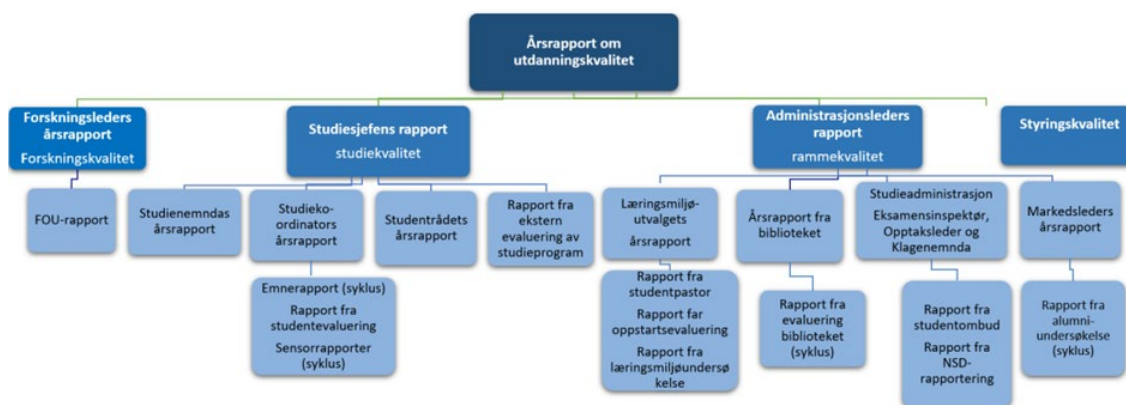 Årsrapport om
utdanningskvalitet
Forskningsleders
årsrapport
Forskningskvalitet
Studiesjefens rapport
studiekvalitet
Administrasjonsleders
rapport
rammekvalitet
Styringskvalitet
FOU-rapport
Studienemndas
årsrapport
Studieko-
ordinators
årsrapport
Studentrådets
årsrapport
Rapport fra
ekstern
evaluering av
studieprogram
Læringsmiljø-
utvalgets
årsrapport
Årsrapport fra
biblioteket
Studieadministrasjon
Eksamensinspektør,
Opptaksleder og
Klagenemnda
Markedsleders
årsrapport
Emnerapport (syklus)
Rapport fra
studentevaluering
Sensorrapporter
(syklus)
Rapport fra
studentpastor
Rapport far
oppstartsevaluering
Rapport fra
læringsmiljøundersø
kelse
Rapport fra
evaluering
biblioteket
(syklus)
Rapport fra
studentombud
Rapport fra
NSD-
rapportering
Rapport fra
alumni-
undersøkelse
(syklus)